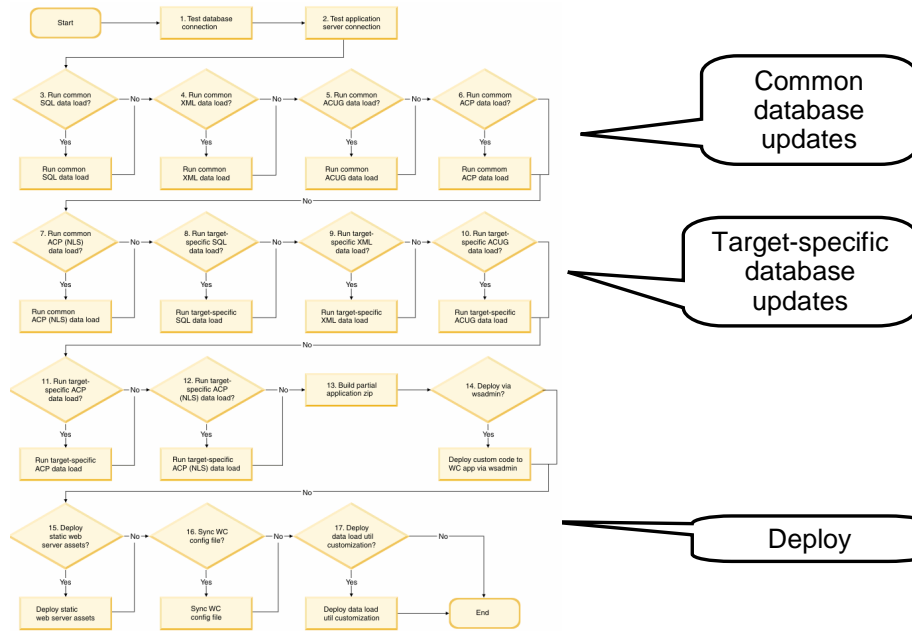 Start
1. Test database
connection
2. Test application
server connection
3. Run common
SQL data load?
No
4. Run commom
XML data load?
No
5. Run commom
ACUG data load?
No
6. Run commom
ACP data load?
Yes
Yes
Yes
Yes
Run common
SQL data load
Run common
XML data load
Run common
ACUG data load
Run commom
ACP data load
Common
database
updates
No
7. Run common
ACP (NLS)
data load?
No
8. Run target-
specific SQL
data load?
No
9. Run target-
specific XML
data load?
No
10. Run target-
specific ACUG
data load?
Yes
Yes
Yes
Yes
Run common
ACP (NLS) data load
Run target-specific
SQL data load
Run target-specific
XML data load
Run target-specific
ACUG data load
Target-specific
database
updates
No
11. Run target-
specific ACP
data load?
No
12. Run target-
specific ACP
(NLS) data load?
No
13. Build partial
application zip
14. Deploy via
wsadmin?
Yes
Yes
Yes
Run target-specific
ACP data load
Run target-specific
ACP (NLS) data load
Deploy custom code to
WC app via wsadmin
No
15. Deploy
static web
server assets?
No
16. Sync WC
config file?
No
17. Deploy
data load util
customization?
No
Yes
Yes
Yes
Deploy static
web server assets
Sync WC
config file
Deploy data load
util customization
End
Deploy